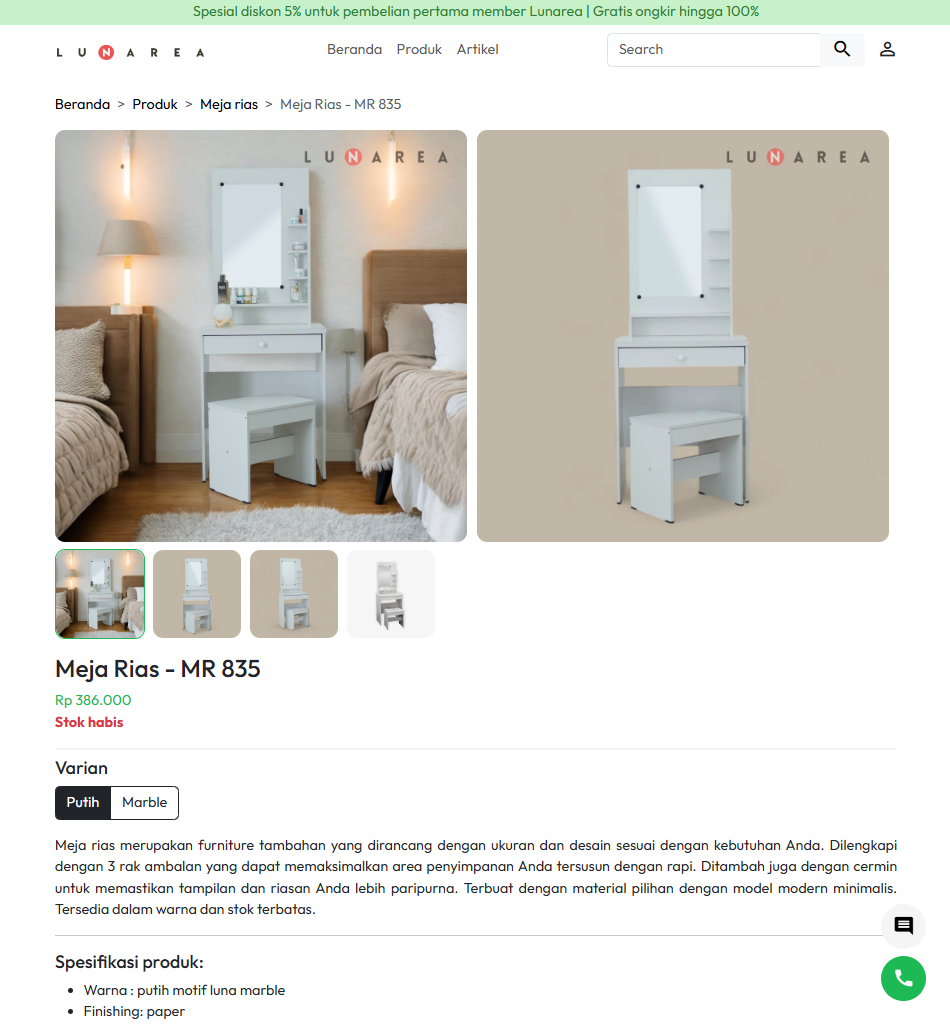 Spesial diskon 5% untuk pembelian pertama member Lunarea | Gratis ongkir hingga 100%
LUNAREA
Beranda Produk Artikel
Search
Beranda > Produk > Meja rias > Meja Rias - MR 835
LUNAREA
LUNAREA
Meja Rias - MR 835
Rp 386.000
Stok habis
Varian
Putih Marble
Meja rias merupakan furniture tambahan yang dirancang dengan ukuran dan desain sesuai dengan kebutuhan Anda. Dilengkapi
dengan 3 rak ambalan yang dapat memaksimalkan area penyimpanan Anda tersusun dengan rapi. Ditambah juga dengan cermin
untuk memastikan tampilan dan riasan Anda lebih paripurna. Terbuat dengan material pilihan dengan model modern minimalis.
Tersedia dalam warna dan stok terbatas.
Spesifikasi produk:
• Warna : putih motif luna marble
• Finishing: paper